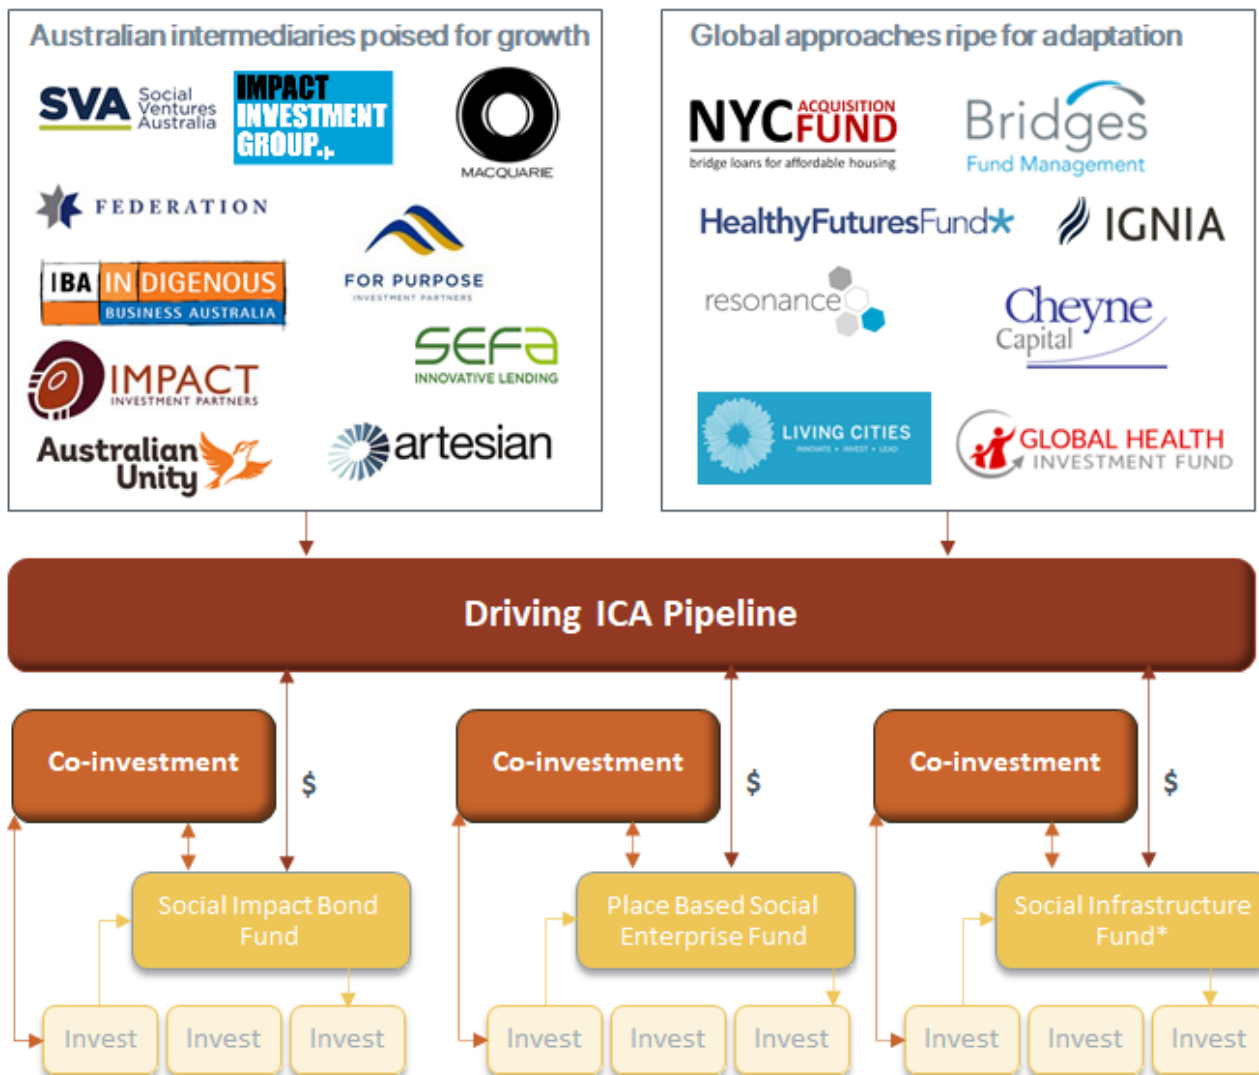 Australian intermediaries poised for growth
SVA Social
Ventures
Australia
IMPACT
INVESTMENT
GROUP.
MACQUARIE
FEDERATION
FOR PURPOSE
INVESTMENT PARTNERS
IBA INDIGENOUS
BUSINESS AUSTRALIA
SEFA
INNOVATIVE LENDING
IMPACT
INVESTMENT PARTNERS
Australian
Unity
artesian
Global approaches ripe for adaptation
NYC ACQUISITION
FUND
bridge loans for affordable housing
Bridges
Fund Management
HealthyFuturesFund*
IGNIA
resonance
Cheyne
Capital
LIVING CITIES
INNOVATE • INVEST • LEAD
GLOBAL HEALTH
INVESTMENT FUND
Driving ICA Pipeline
Co-investment
$
Co-investment
$
Co-investment
$
Social Impact Bond
Fund
Place Based Social
Enterprise Fund
Social Infrastructure
Fund*
Invest Invest Invest
Invest Invest Invest
Invest Invest Invest